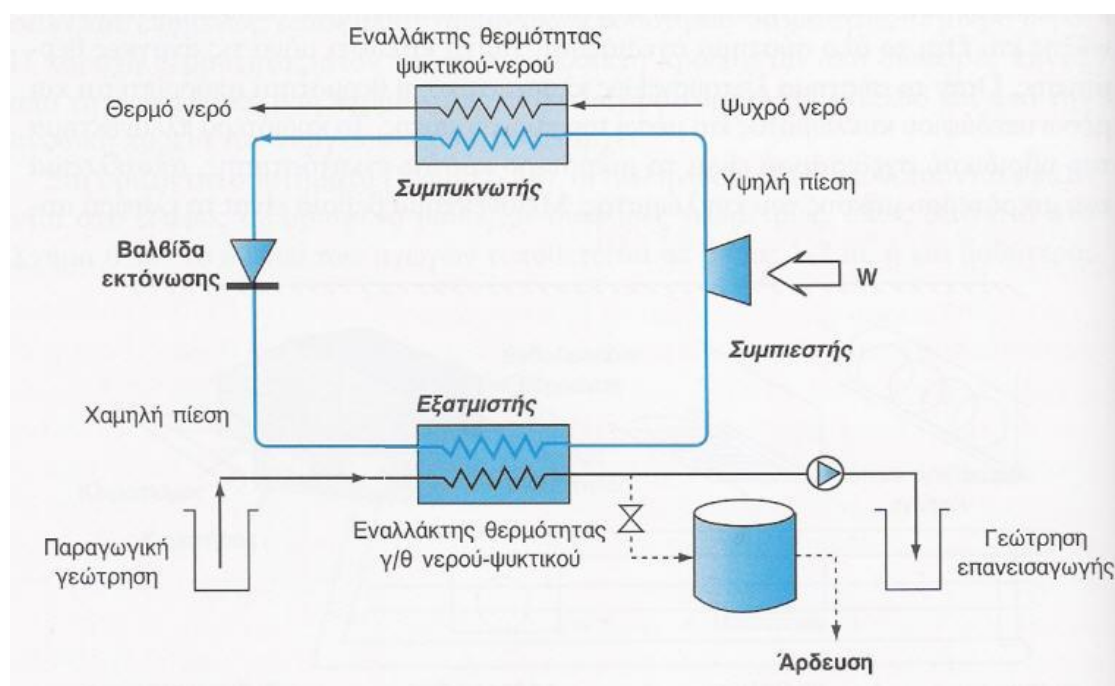 Εναλλάκτης θερμότητας
ψυκτικού-νερού
Θερμό νερό
Ψυχρό νερό
Συμπυκνωτής
Υψηλή πίεση
Βαλβίδα
εκτόνωσης
W
Συμπιεστής
Χαμηλή πίεση
Εξατμιστής
Εναλλάκτης θερμότητας
γ/θ νερού-ψυκτικού
Παραγωγική
γεώτρηση
Γεώτρηση
επανεισαγωγής
Άρδευση